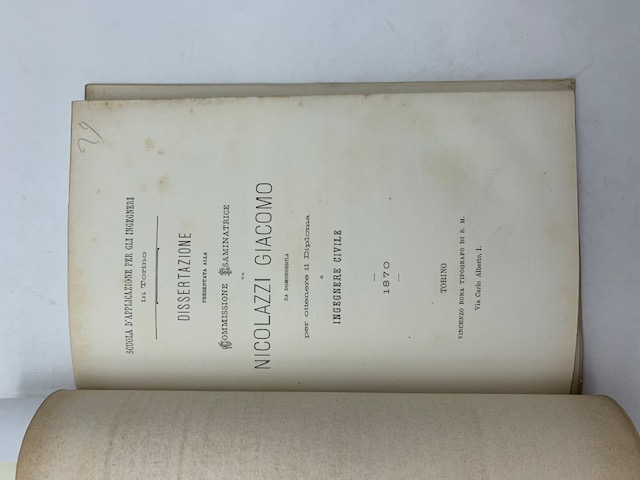 29
SCUOLA D'APPLICAZIONE PER GLI INGEGNERI
in Torino
DISSERTAZIONE
PRESENTATA ALLA
COMMISSIONE ESAMINATRICE
DA
NICOLAZZI GIACOMO
DA DOMODOSSOLA
per ottenere il Diploma
INGEGNERE CIVILE
1870
TORINO
VINCENZO BONA TIPOGRAFO DI S. M.
Via Carlo Alberto, 1.